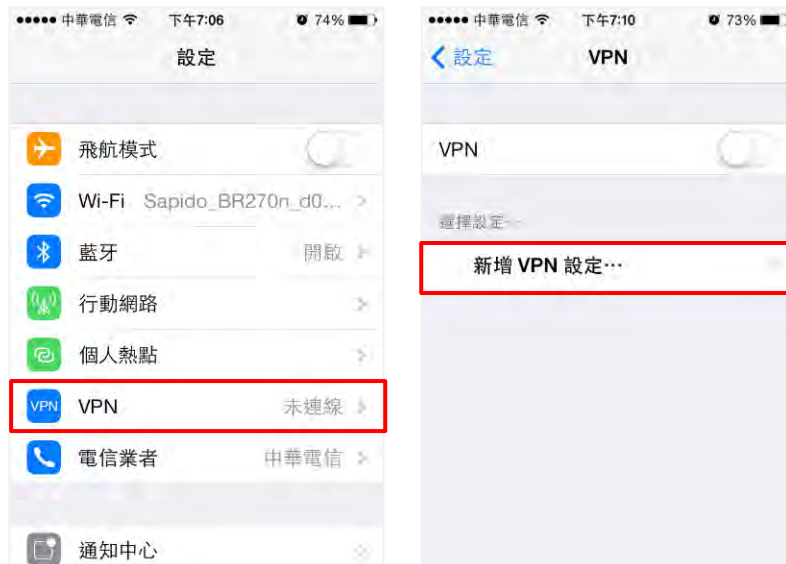 中華電信 下午7:06 74%
設定
飛航模式
Wi-Fi Sapido_BR270n_d0...
藍牙 開啟
行動網路
個人熱點
VPN VPN 未連線
電信業者 中華電信
通知中心
中華電信 下午7:10 73%
設定 VPN
VPN
選擇設定…
新增 VPN 設定…